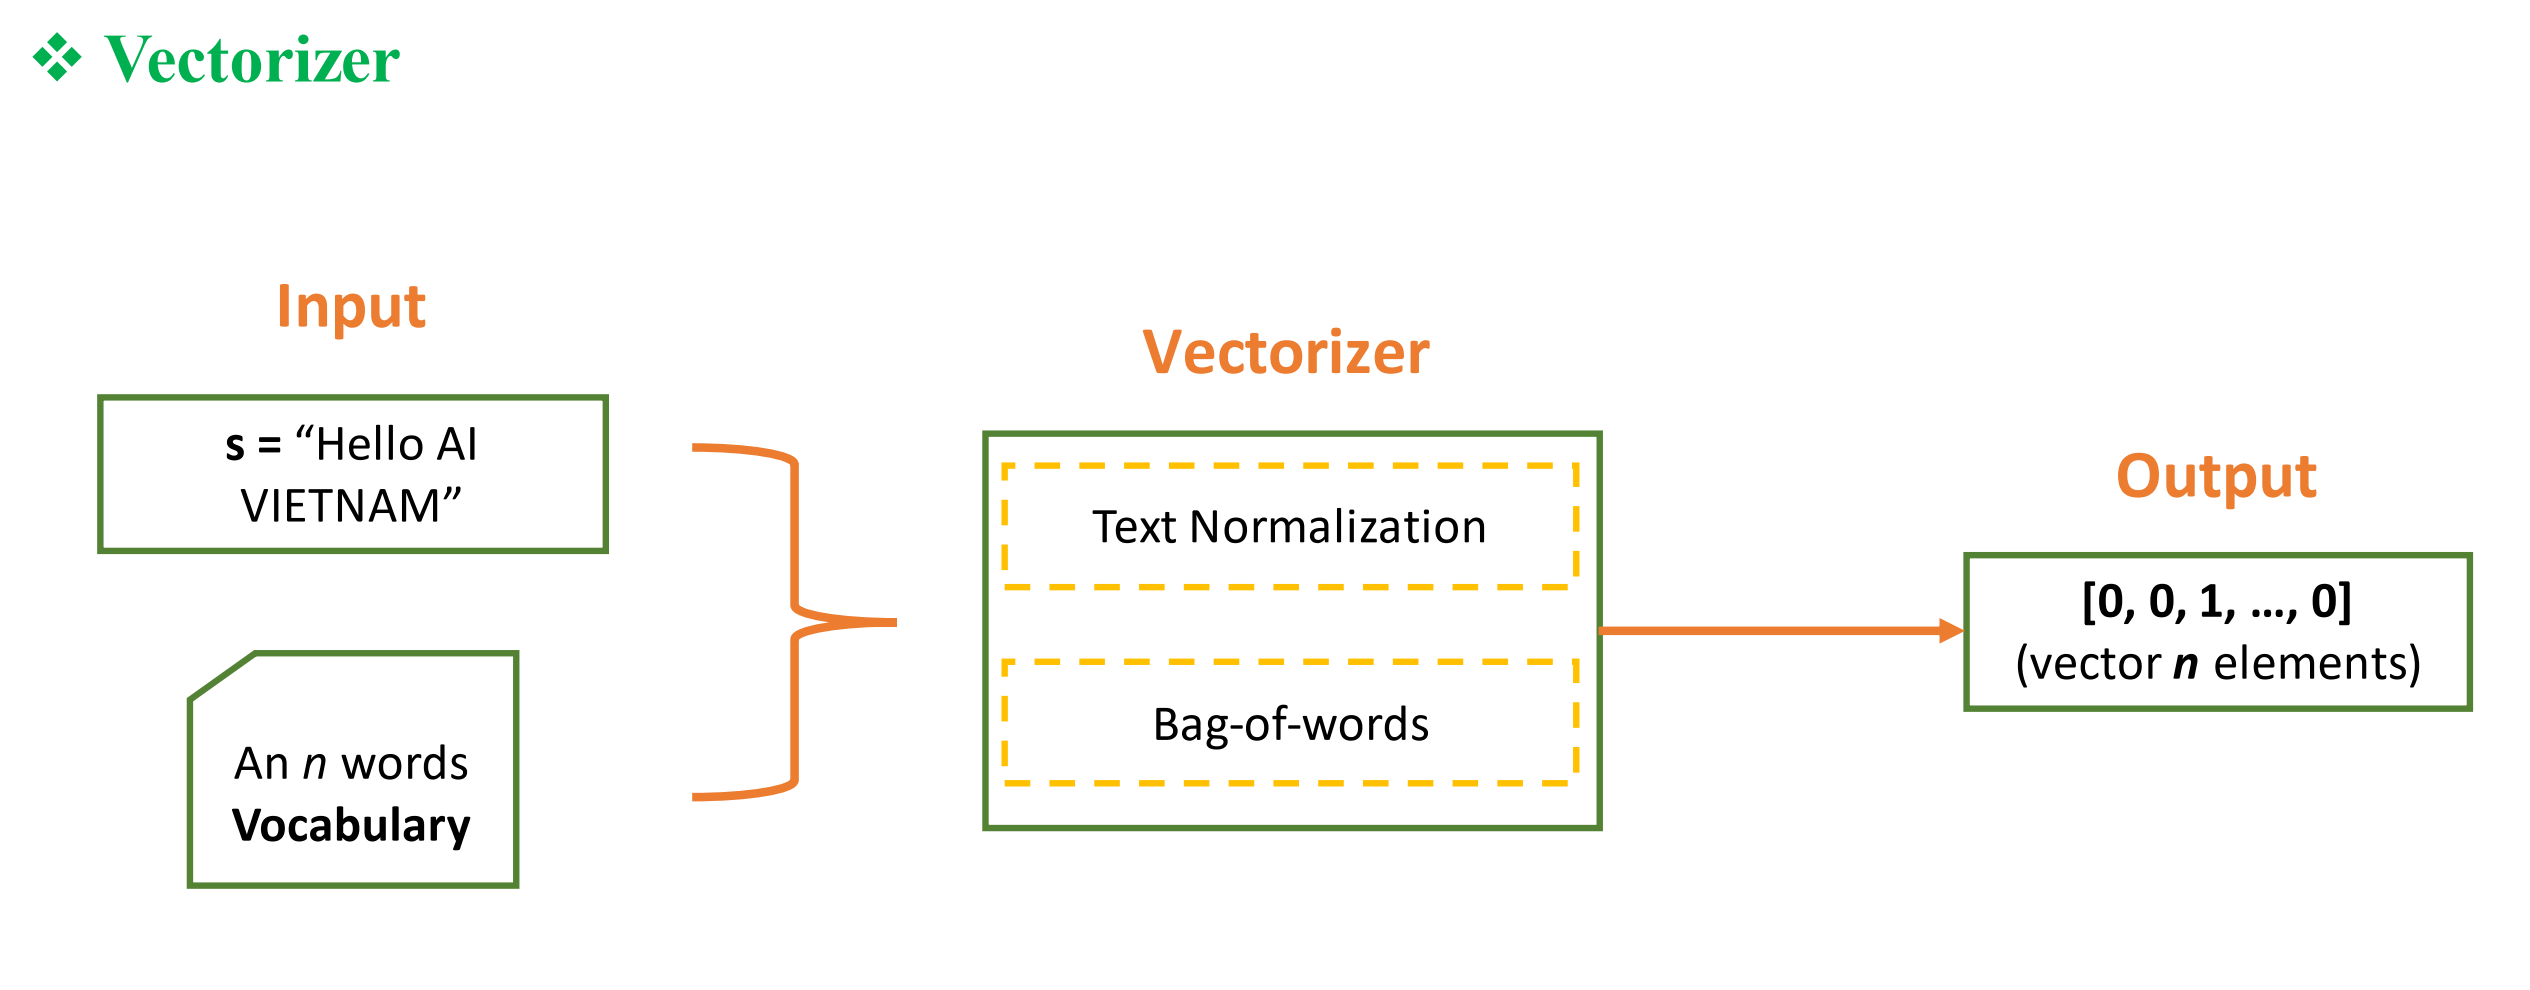 Vectorizer
Input
s = “Hello AI
VIETNAM”
An n words
Vocabulary
Vectorizer
Text Normalization
Bag-of-words
Output
[0, 0, 1, …, 0]
(vector n elements)